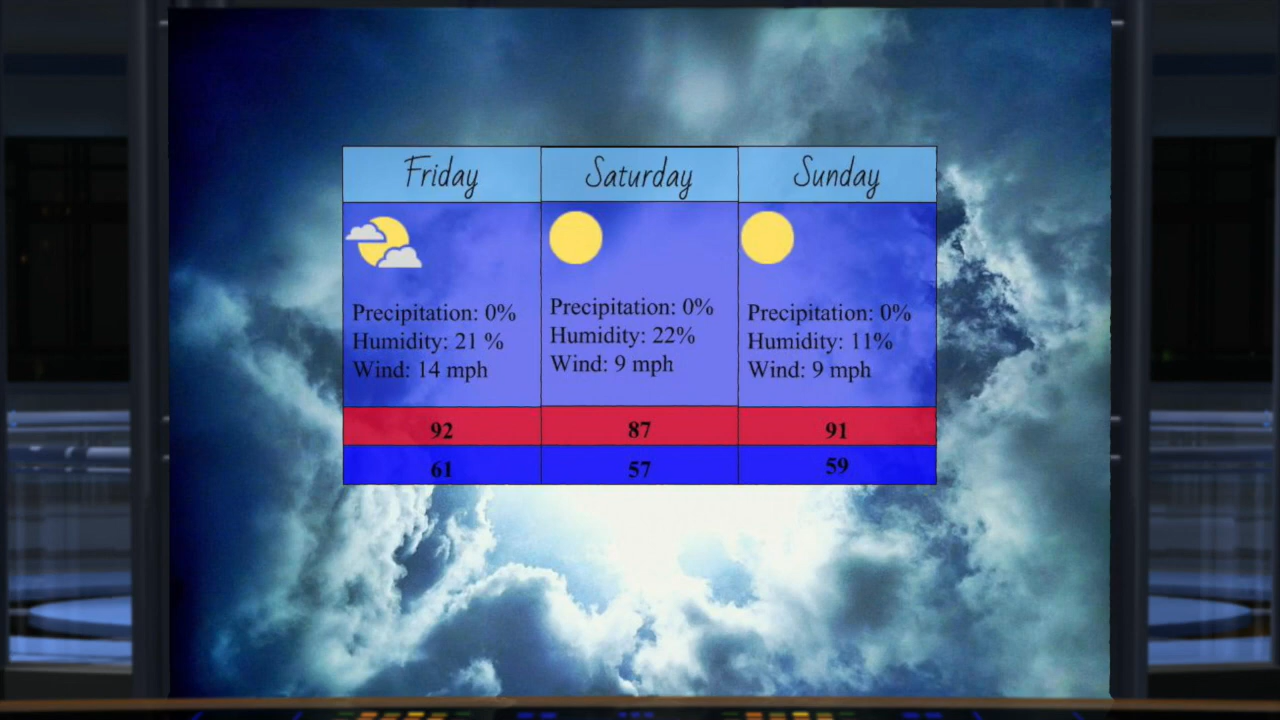 Friday
Saturday
Sunday
Precipitation: 0%
Humidity: 21 %
Wind: 14 mph
Precipitation: 0%
Humidity: 22%
Wind: 9 mph
Precipitation: 0%
Humidity: 11%
Wind: 9 mph
92
87
91
61
57
59